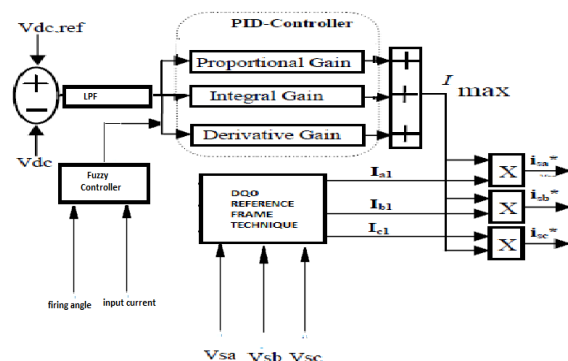 PID-Controller
Vdc.ref
+
−
Vdc
LPF
Proportional Gain
Integral Gain
Derivative Gain
+
+
+
I max
Fuzzy
Controller
firing angle
input current
DQ0
REFERENCE
FRAME
TECHNIQUE
Ia1
Ib1
Ic1
X
X
X
isa*
isb*
isc*
Vsa
Vsb
Vsc